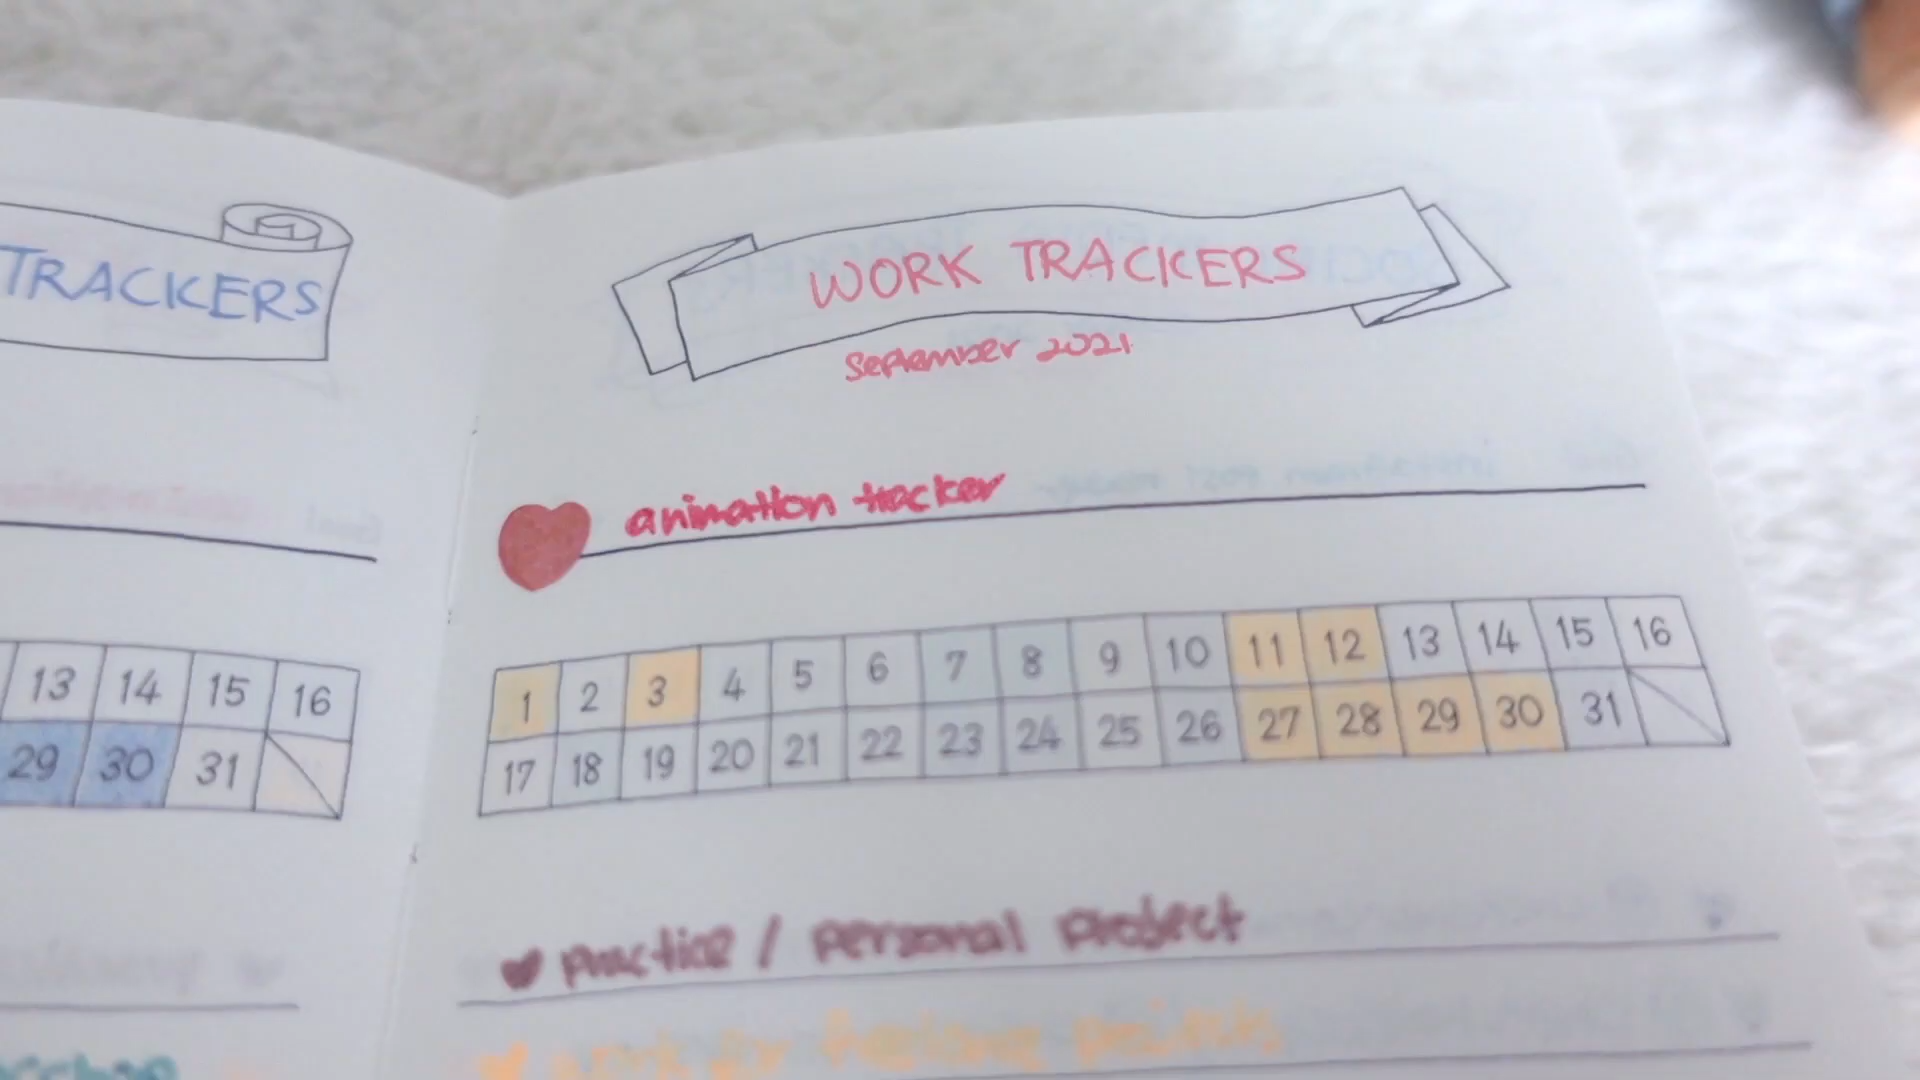 TRACKERS
13 14 15 16
29 30 31
WORK TRACKERS
September 2021
animation tracker
1 2 3 4 5 6 7 8 9 10 11 12 13 14 15 16
17 18 19 20 21 22 23 24 25 26 27 28 29 30 31
practice / personal project
work for